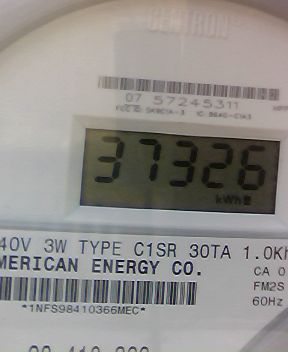 CENTRON
07 57245311
37326
kWh
40V 3W TYPE C1SR 30TA 1.0Kh
MERICAN ENERGY CO.
CA 0
FM2S
60Hz
*1NFS98410366MEC*